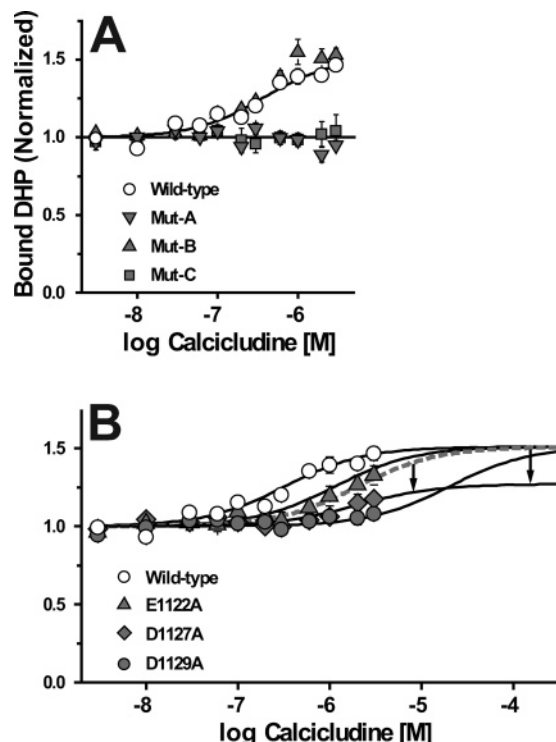 A
Bound DHP (Normalized)
1.5
1.0
0.5
0.0
Wild-type
Mut-A
Mut-B
Mut-C
-8 -7 -6
log Calcicludine [M]
B
1.5
1.0
0.5
0.0
Wild-type
E1122A
D1127A
D1129A
-8 -7 -6 -5 -4
log Calcicludine [M]